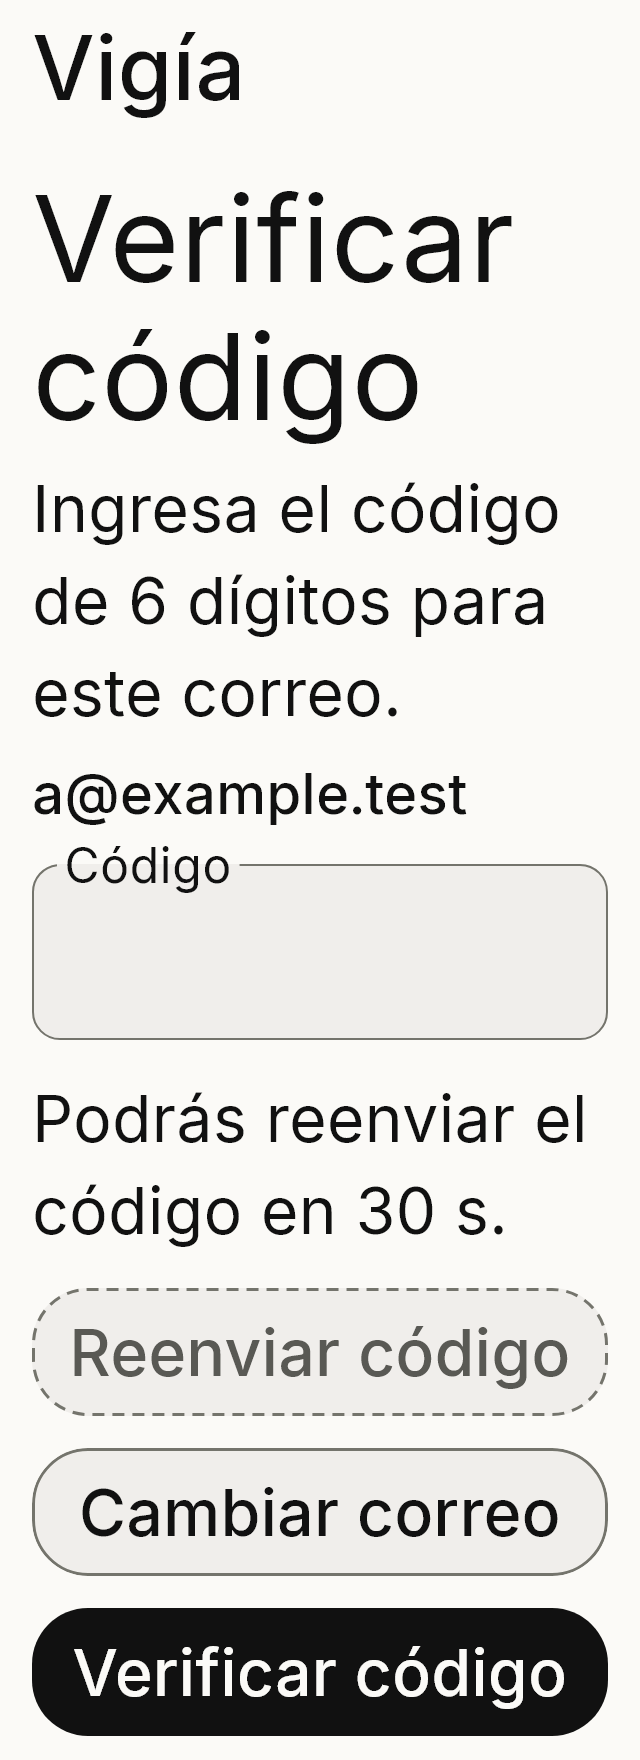 Vigía
Verificar
código
Ingresa el código
de 6 dígitos para
este correo.
a@example.test
Código
Podrás reenviar el
código en 30 s.
Reenviar código
Cambiar correo
Verificar código